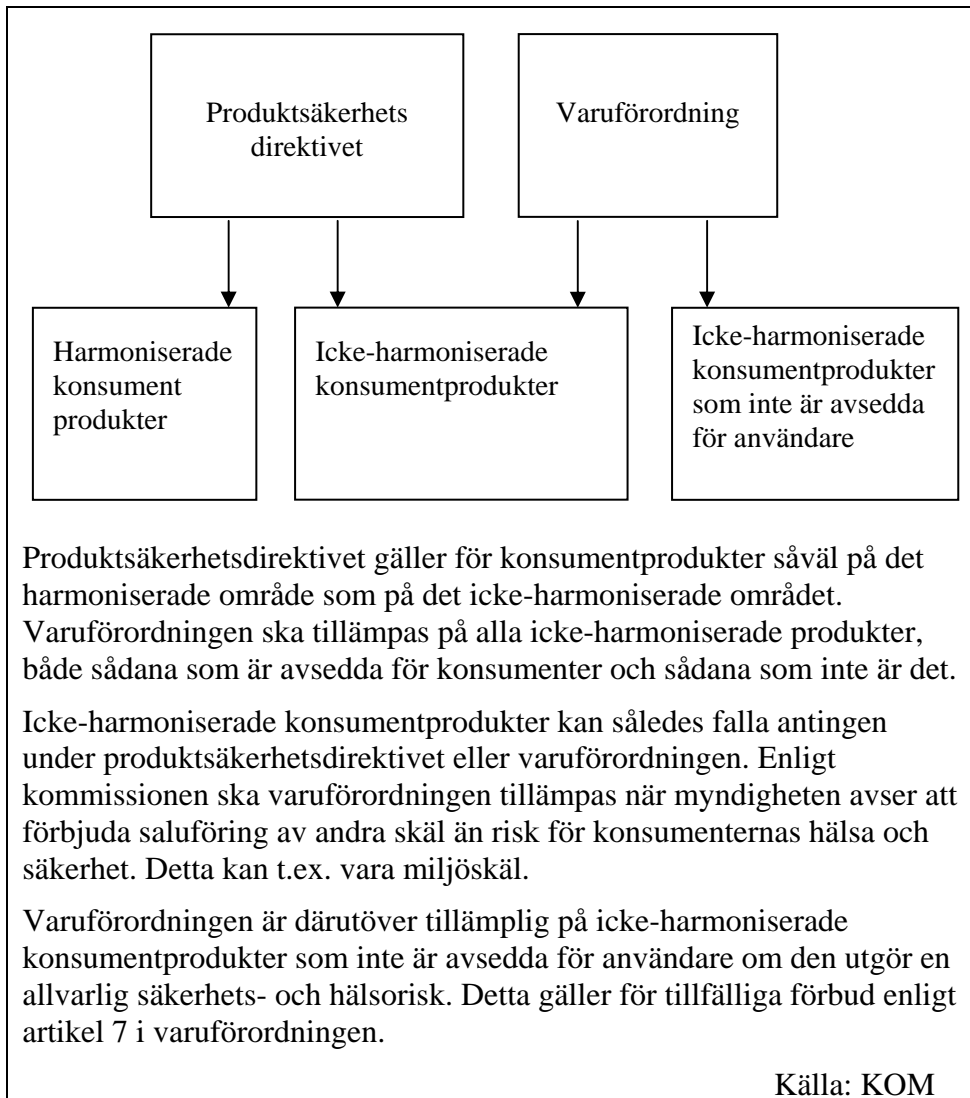 Produktsäkerhets
direktivet
Varuförordning
Harmoniserade
konsument
produkter
Icke-harmoniserade
konsumentprodukter
Icke-harmoniserade
konsumentprodukter
som inte är avsedda
för användare
Produktsäkerhetsdirektivet gäller för konsumentprodukter såväl på det
harmoniserade område som på det icke-harmoniserade området.
Varuförordningen ska tillämpas på alla icke-harmoniserade produkter,
både sådana som är avsedda för konsumenter och sådana som inte är det.
Icke-harmoniserade konsumentprodukter kan således falla antingen
under produktsäkerhetsdirektivet eller varuförordningen. Enligt
kommissionen ska varuförordningen tillämpas när myndigheten avser att
förbjuda saluföring av andra skäl än risk för konsumenternas hälsa och
säkerhet. Detta kan t.ex. vara miljöskäl.
Varuförordningen är därutöver tillämplig på icke-harmoniserade
konsumentprodukter som inte är avsedda för användare om den utgör en
allvarlig säkerhets- och hälsorisk. Detta gäller för tillfälliga förbud enligt
artikel 7 i varuförordningen.
Källa: KOM